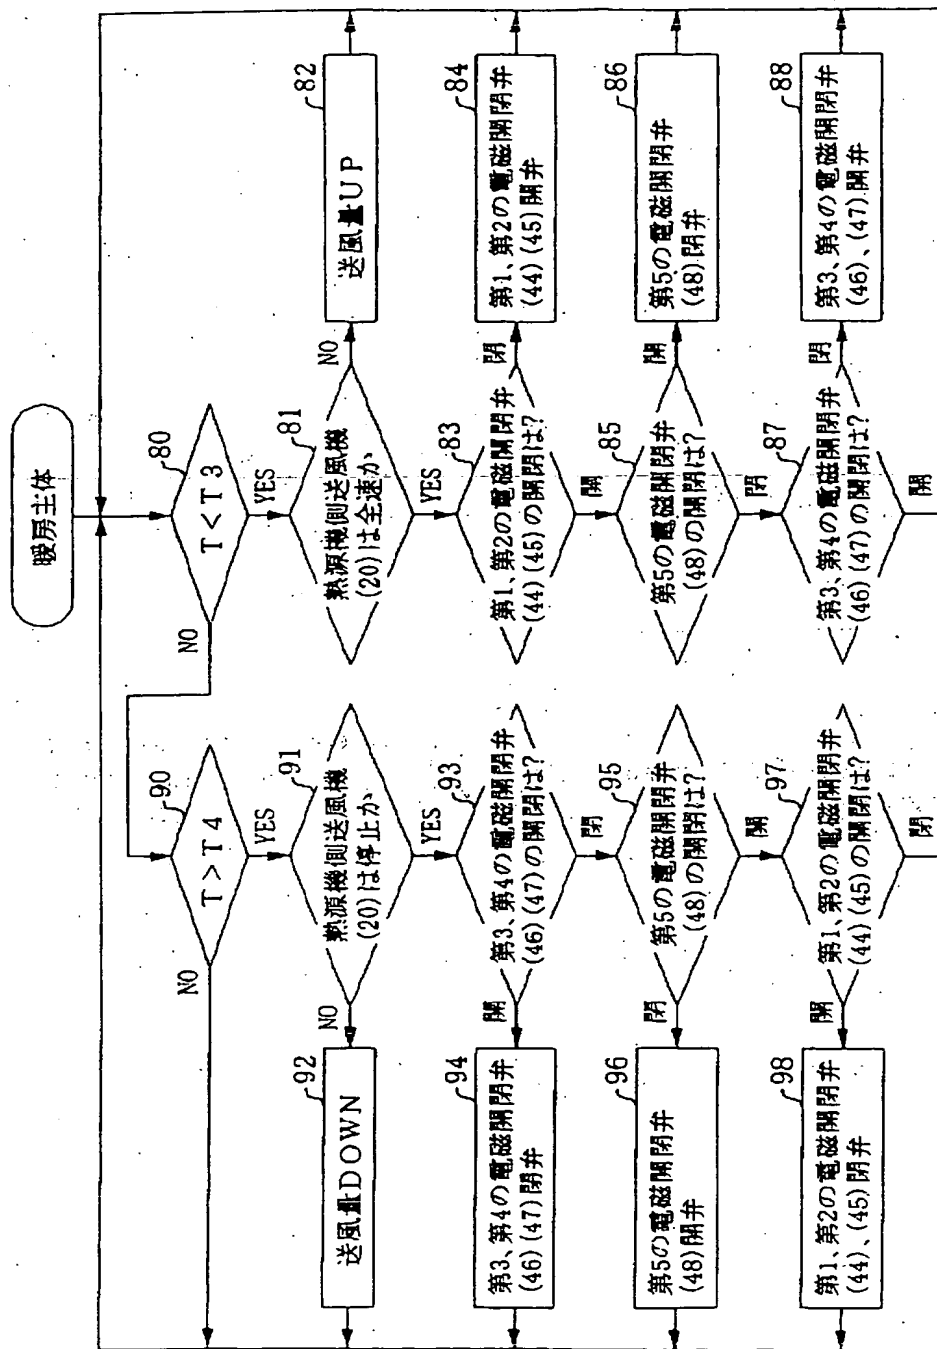 暖房主体
T<T3
80
YES
NO
熱源機側送風機
(20)は全速か
81
NO
YES
送風量UP
82
第1、第2の電磁開閉弁
(44)(45)の開閉は?
83
閉
開
第1、第2の電磁開閉弁
(44)(45)開弁
84
第5の電磁開閉弁
(48)の開閉は?
85
開
閉
第5の電磁開閉弁
(48)閉弁
86
第3、第4の電磁開閉弁
(46)(47)の開閉は?
87
閉
開
第3、第4の電磁開閉弁
(46)、(47)開弁
88
T>T4
90
YES
NO
熱源機側送風機
(20)は停止か
91
NO
YES
送風量DOWN
92
第3、第4の電磁開閉弁
(46)(47)の開閉は?
93
開
閉
第3、第4の電磁開閉弁
(46)(47)閉弁
94
第5の電磁開閉弁
(48)の開閉は?
95
閉
開
第5の電磁開閉弁
(48)開弁
96
第1、第2の電磁開閉弁
(44)(45)の開閉は?
97
開
閉
第1、第2の電磁開閉弁
(44)、(45)閉弁
98